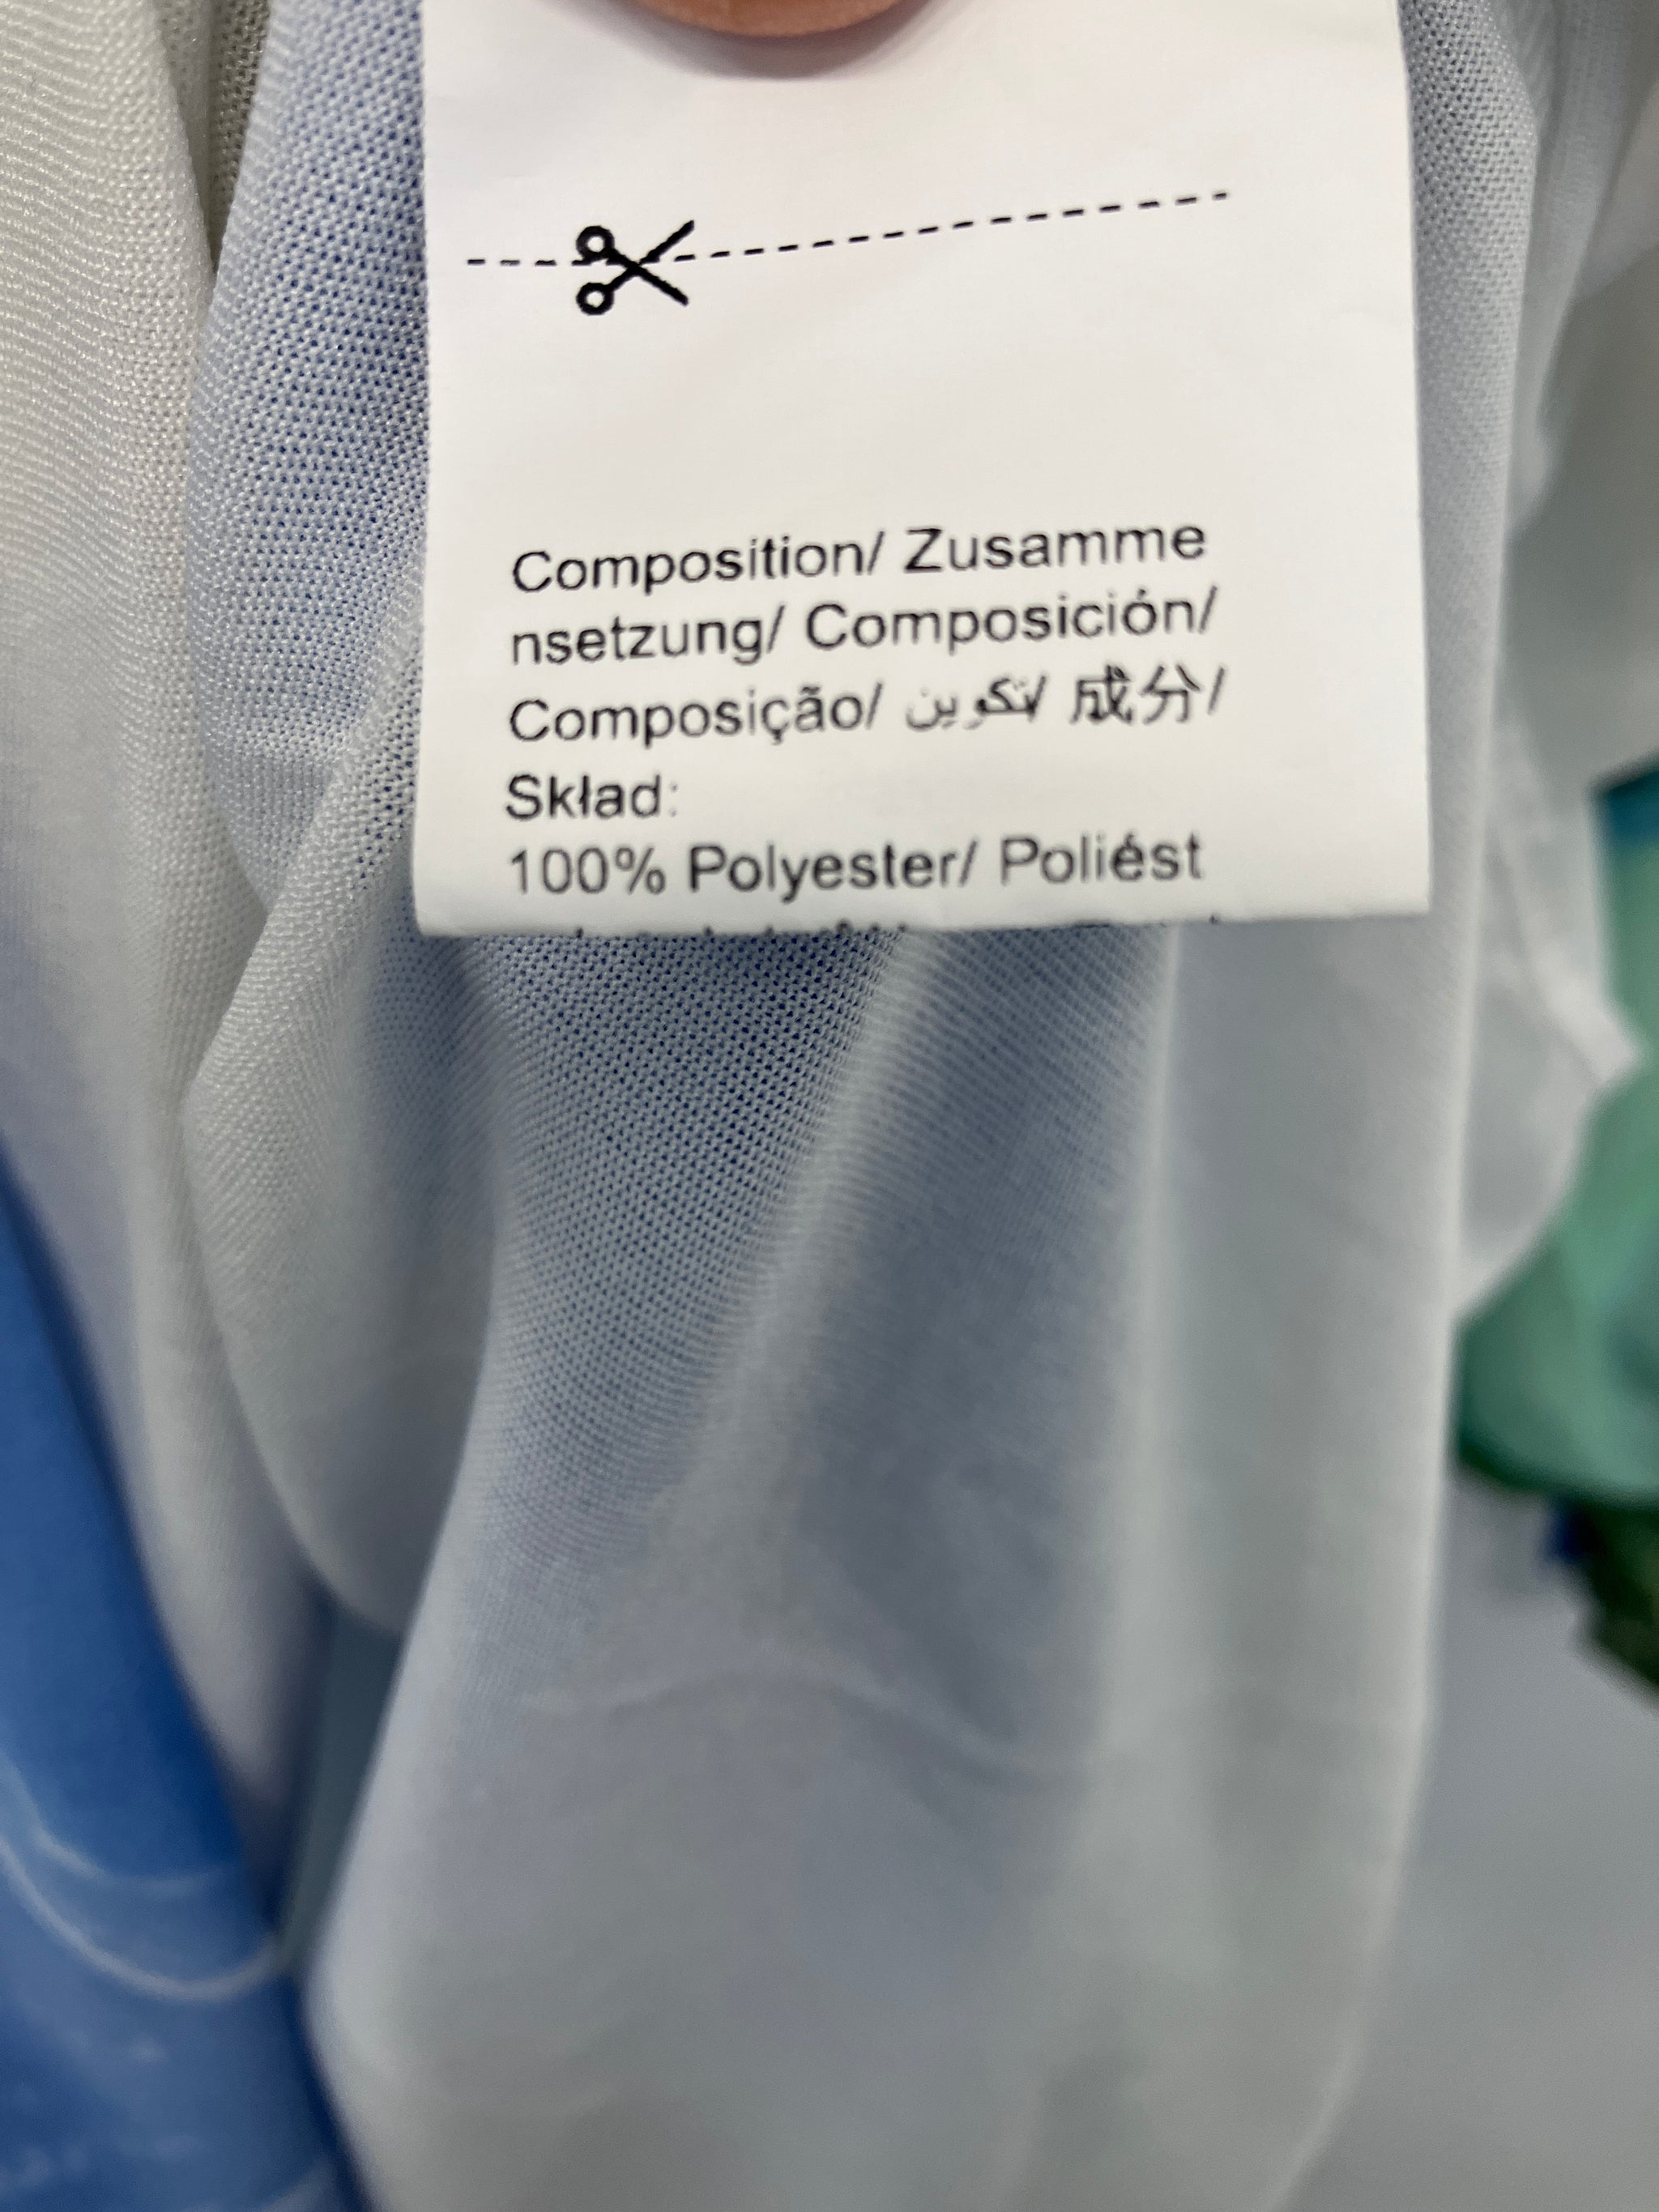 Composition/ Zusamme
nsetzung/ Composición/
Composição/ تكوين/ 成分/
Skład:
100% Polyester/ Poliést